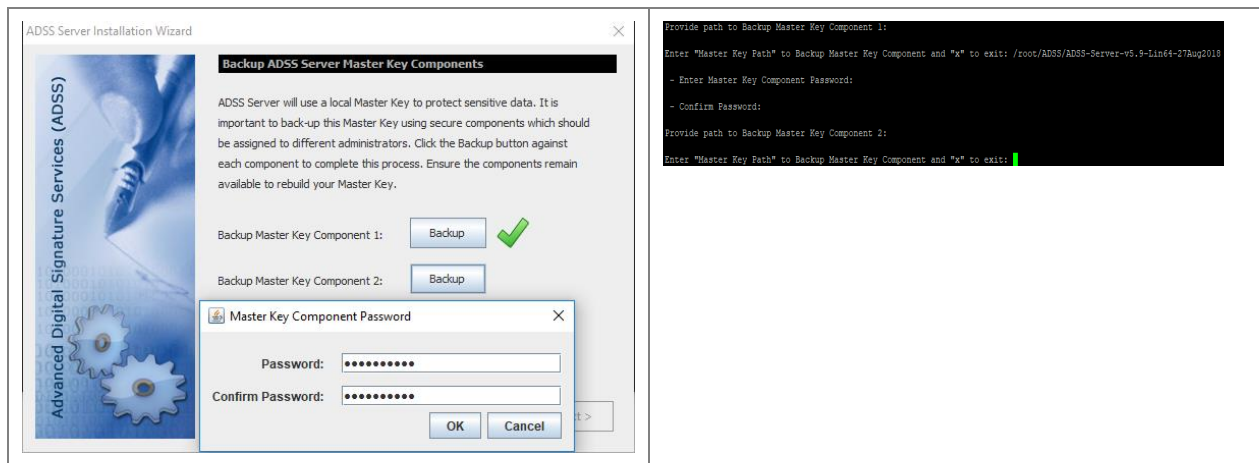 ADSS Server Installation Wizard
Advanced Digital Signature Services (ADSS)
Backup ADSS Server Master Key Components
ADSS Server will use a local Master Key to protect sensitive data. It is
important to back-up this Master Key using secure components which should
be assigned to different administrators. Click the Backup button against
each component to complete this process. Ensure the components remain
available to rebuild your Master Key.
Backup Master Key Component 1: Backup
Backup Master Key Component 2: Backup
Master Key Component Password
Password: ••••••••••
Confirm Password: ••••••••••
OK Cancel
Provide path to Backup Master Key Component 1:
Enter "Master Key Path" to Backup Master Key Component and "x" to exit: /root/ADSS/ADSS-Server-v5.9-Lin64-27Aug2018
- Enter Master Key Component Password:
- Confirm Password:
Provide path to Backup Master Key Component 2:
Enter "Master Key Path" to Backup Master Key Component and "x" to exit: